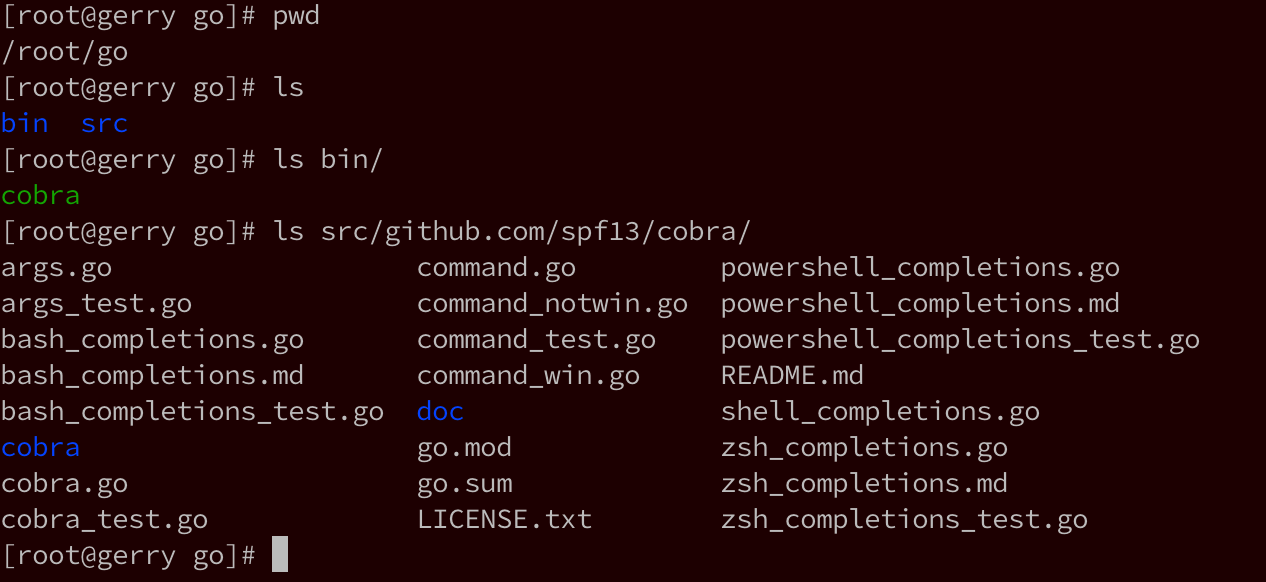 [root@gerry go]# pwd
/root/go
[root@gerry go]# ls
bin  src
[root@gerry go]# ls bin/
cobra
[root@gerry go]# ls src/github.com/spf13/cobra/
args.go                   command.go         powershell_completions.go
args_test.go              command_notwin.go  powershell_completions.md
bash_completions.go       command_test.go    powershell_completions_test.go
bash_completions.md       command_win.go     README.md
bash_completions_test.go  doc                shell_completions.go
cobra                     go.mod             zsh_completions.go
cobra.go                  go.sum             zsh_completions.md
cobra_test.go             LICENSE.txt        zsh_completions_test.go
[root@gerry go]#